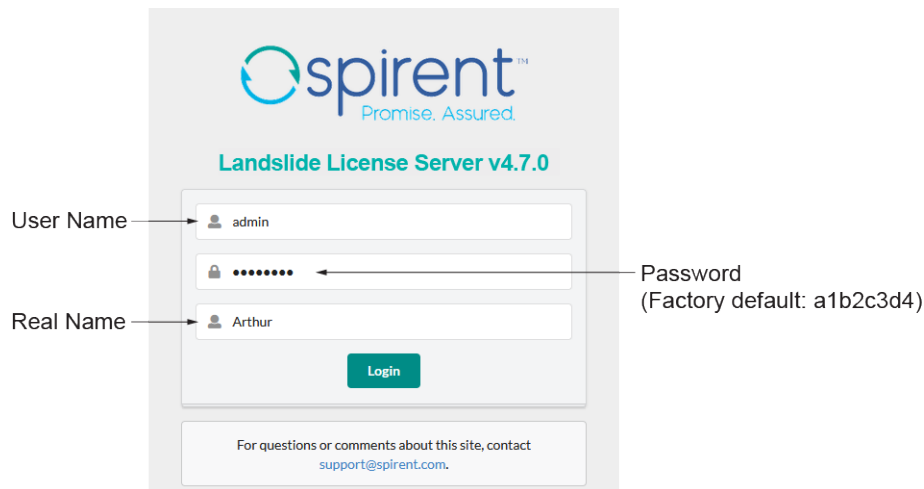 spirent™
Promise. Assured.
Landslide License Server v4.7.0
User Name
admin
••••••••
Password
(Factory default: a1b2c3d4)
Real Name
Arthur
Login
For questions or comments about this site, contact
support@spirent.com.